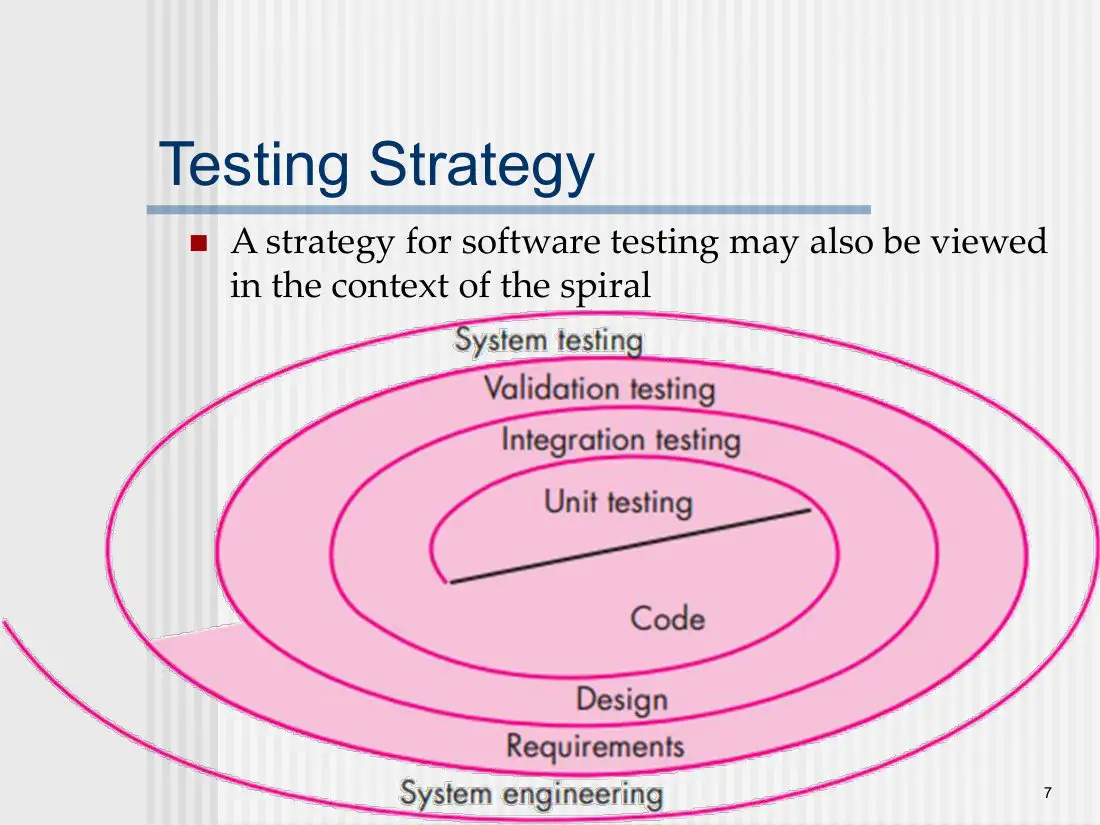 Testing Strategy
A strategy for software testing may also be viewed
in the context of the spiral
System testing
Validation testing
Integration testing
Unit testing
Code
Design
Requirements
System engineering
7